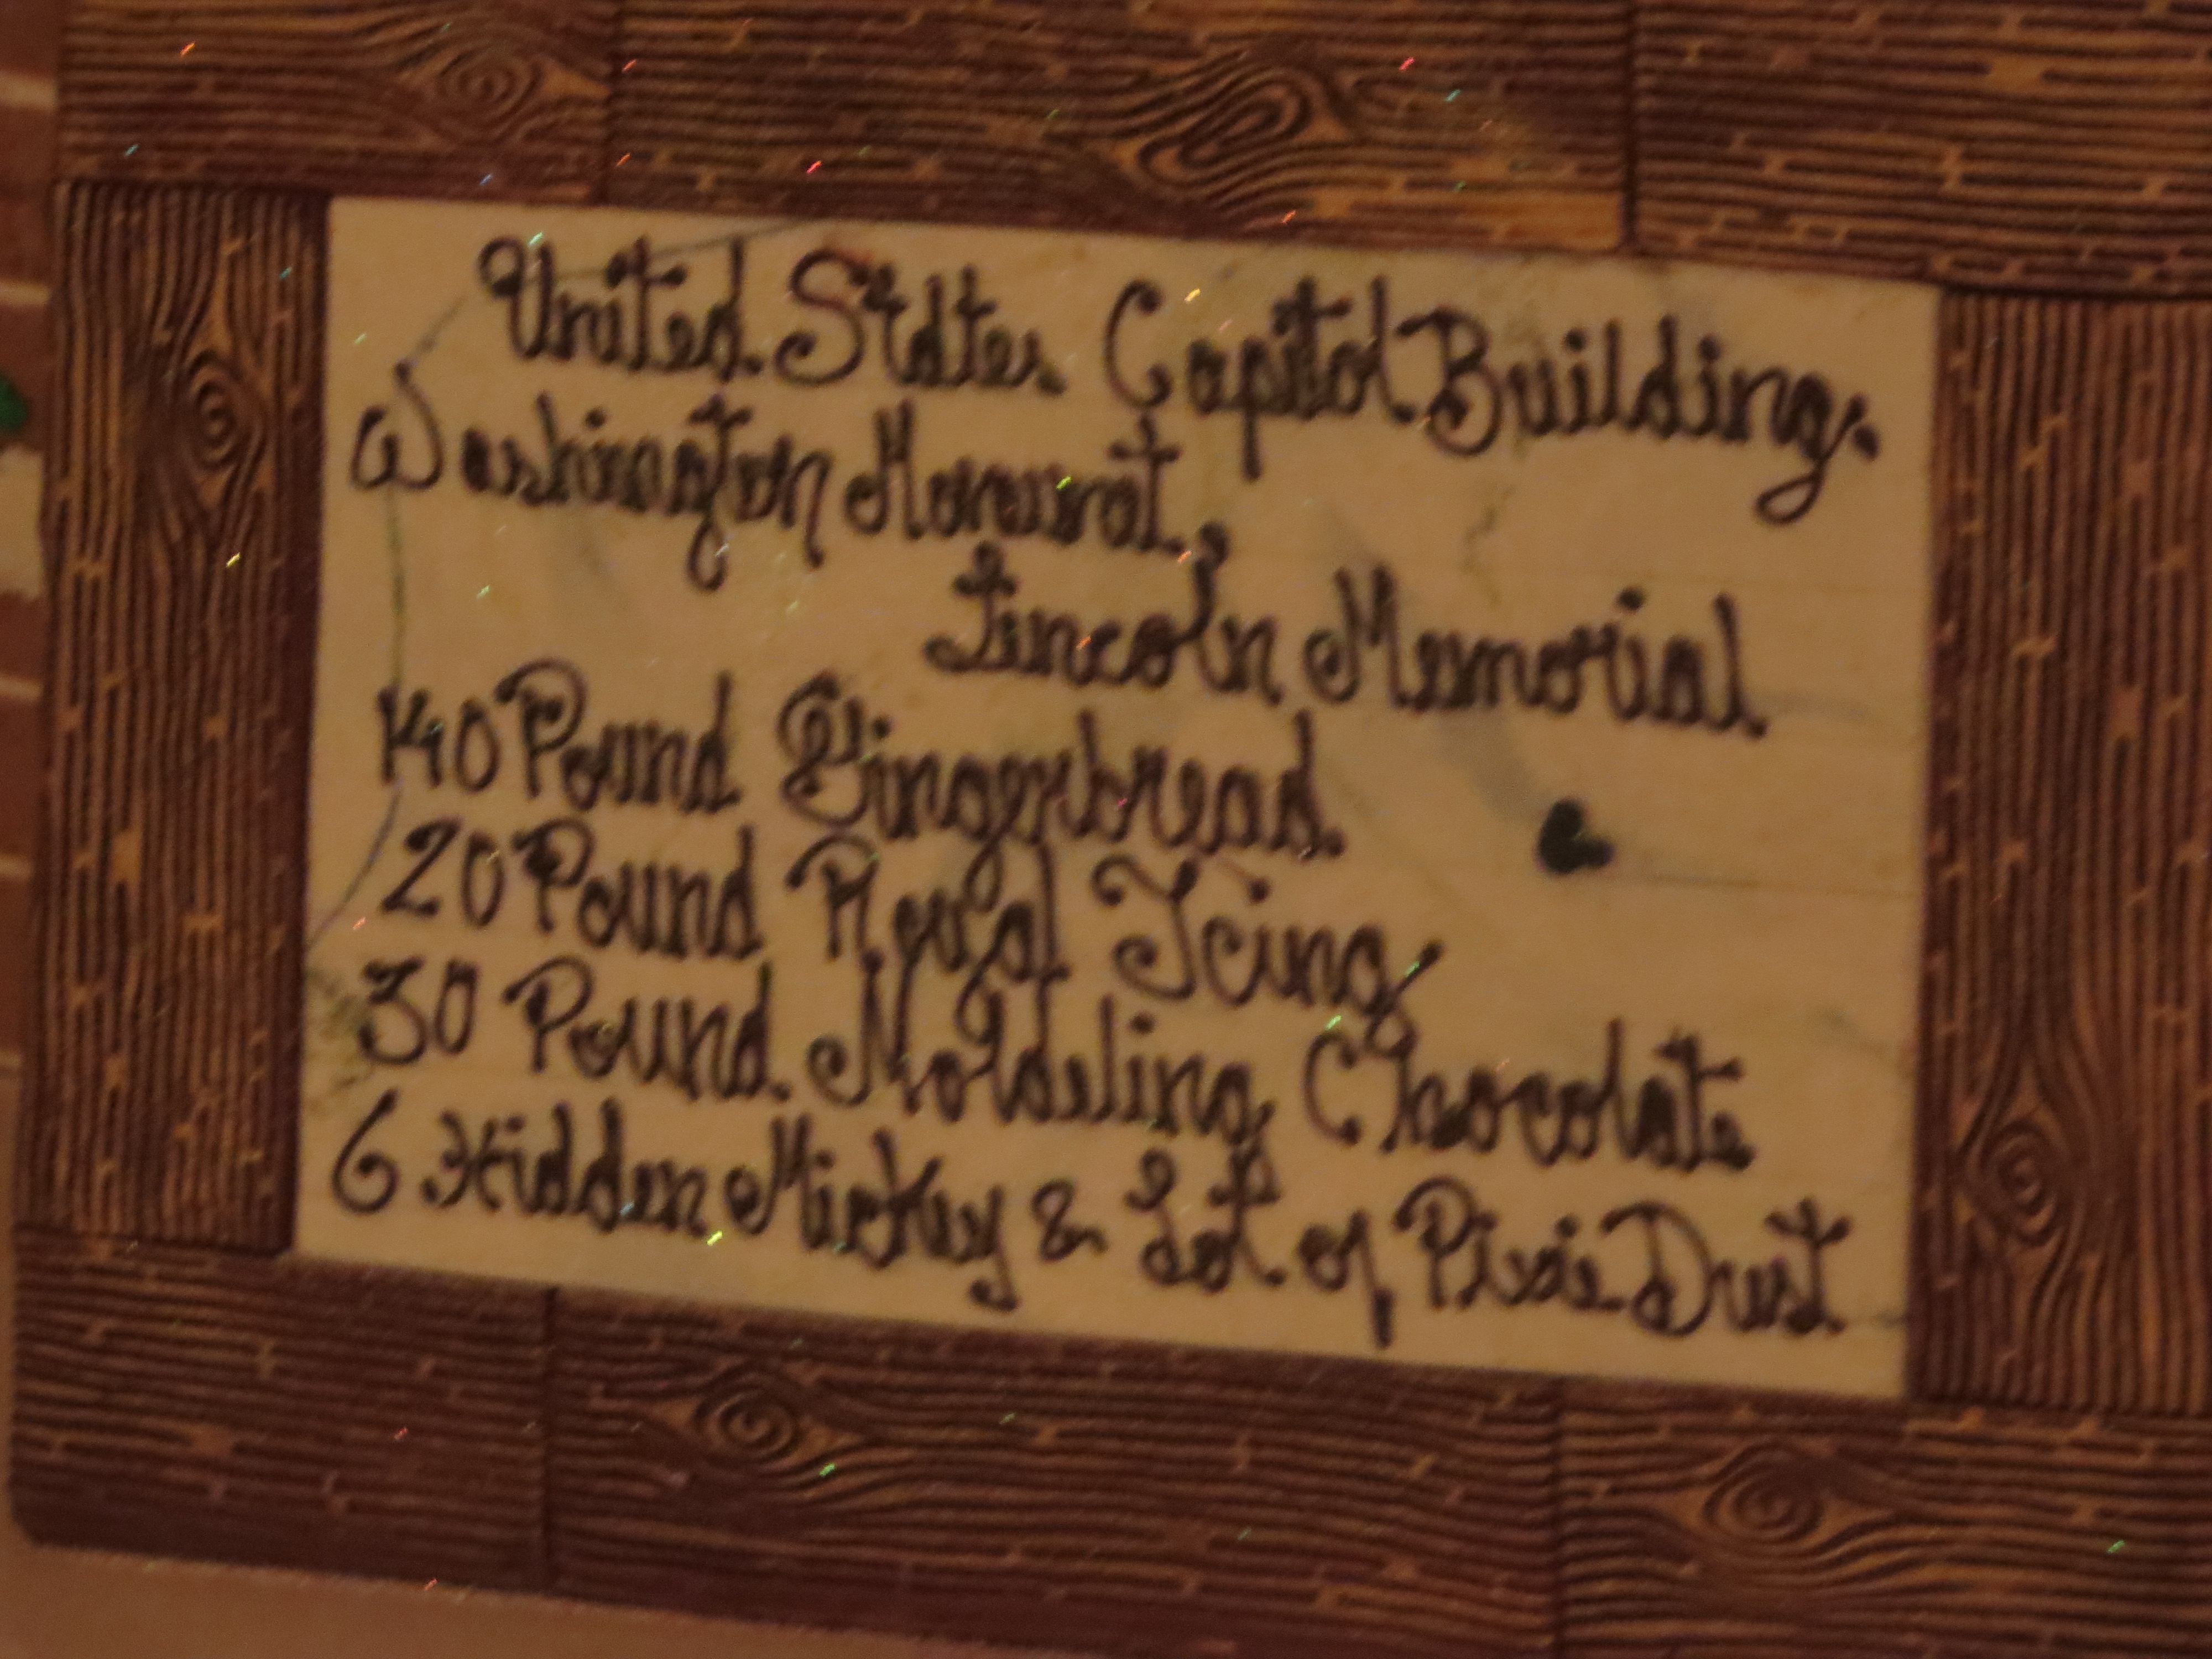 United States Capitol Building.
Washington Monument,
Lincoln Memorial
140 Pound Gingerbread
20 Pound Royal Icing
30 Pound Moldeling Chocolate
6 Hidden Mickey & Lot of Pixie Dust